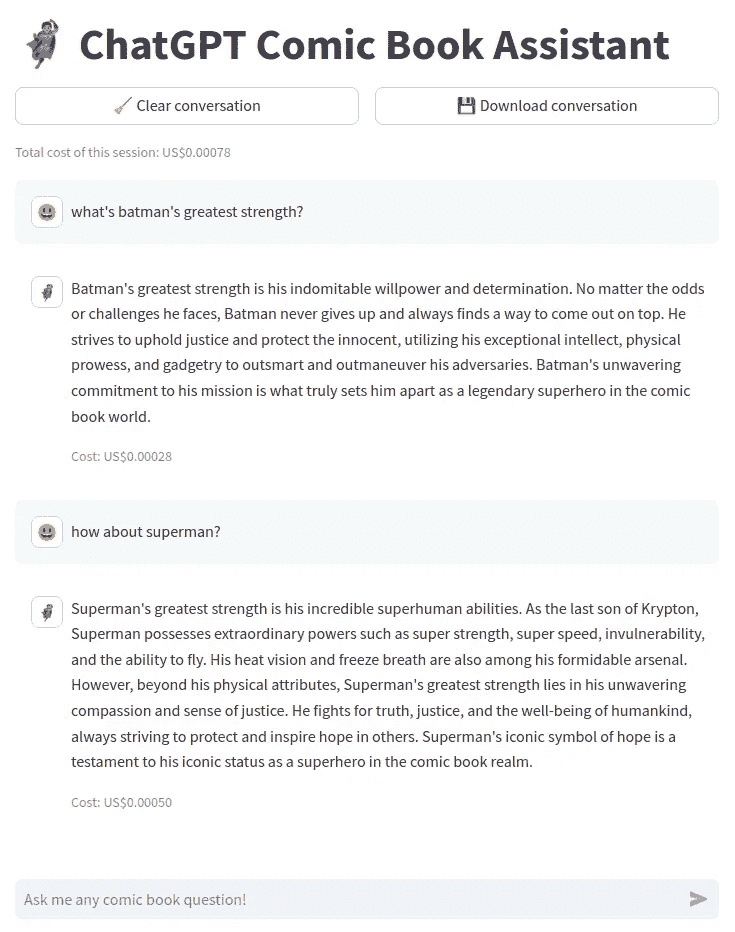 ChatGPT Comic Book Assistant
Clear conversation
Download conversation
Total cost of this session: US$0.00078
what's batman's greatest strength?
Batman's greatest strength is his indomitable willpower and determination. No matter the odds
or challenges he faces, Batman never gives up and always finds a way to come out on top. He
strives to uphold justice and protect the innocent, utilizing his exceptional intellect, physical
prowess, and gadgetry to outsmart and outmaneuver his adversaries. Batman's unwavering
commitment to his mission is what truly sets him apart as a legendary superhero in the comic
book world.
Cost: US$0.00028
how about superman?
Superman's greatest strength is his incredible superhuman abilities. As the last son of Krypton,
Superman possesses extraordinary powers such as super strength, super speed, invulnerability,
and the ability to fly. His heat vision and freeze breath are also among his formidable arsenal.
However, beyond his physical attributes, Superman's greatest strength lies in his unwavering
compassion and sense of justice. He fights for truth, justice, and the well-being of humankind,
always striving to protect and inspire hope in others. Superman's iconic symbol of hope is a
testament to his iconic status as a superhero in the comic book realm.
Cost: US$0.00050
Ask me any comic book question!